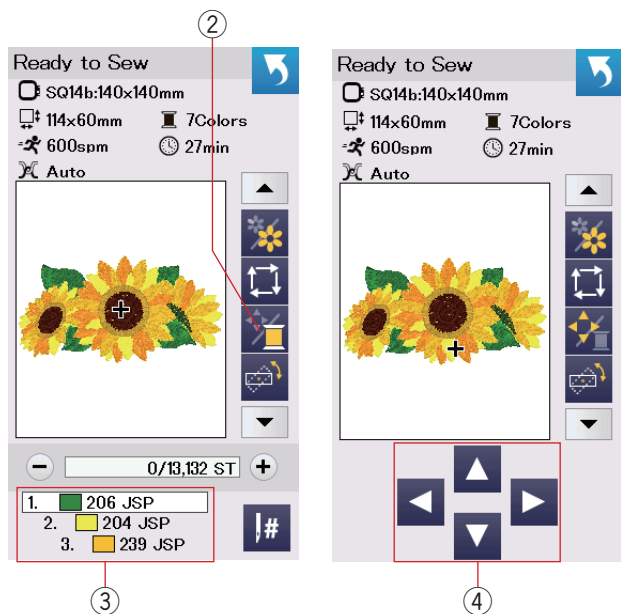 ②
Ready to Sew
SQ14b:140x140mm
114x60mm 7Colors
600spm 27min
Auto
0/13,132 ST
1. 206 JSP
2. 204 JSP
3. 239 JSP
#
③
Ready to Sew
SQ14b:140x140mm
114x60mm 7Colors
600spm 27min
Auto
④